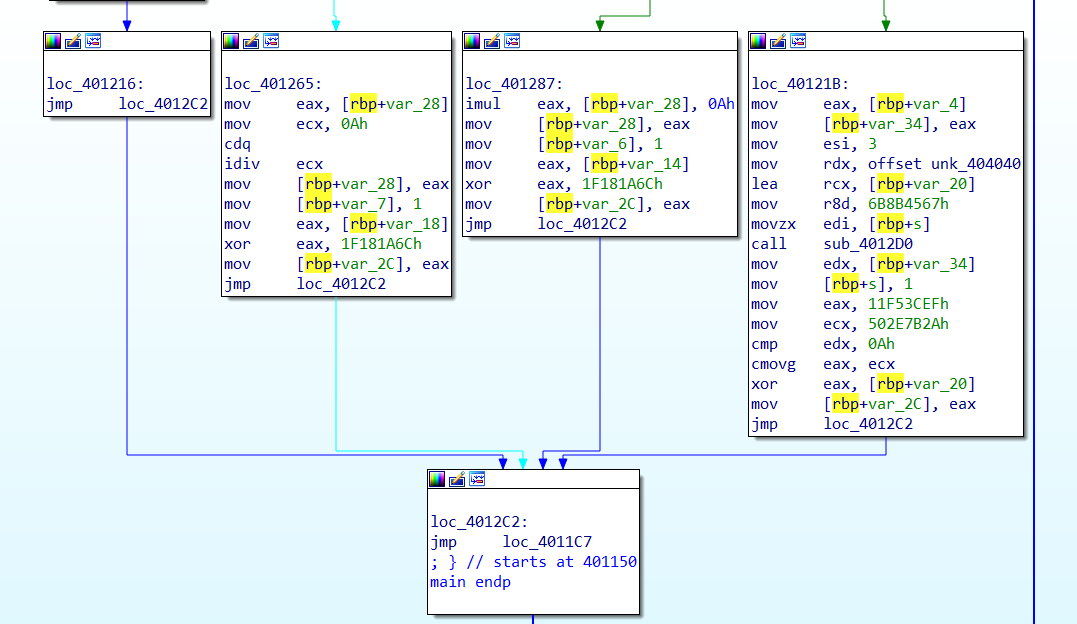 loc_401216:
jmp loc_4012C2
loc_401265:
mov eax, [rbp+var_28]
mov ecx, 0Ah
cdq
idiv ecx
mov [rbp+var_28], eax
mov [rbp+var_7], 1
mov eax, [rbp+var_18]
xor eax, 1F181A6Ch
mov [rbp+var_2C], eax
jmp loc_4012C2
loc_401287:
imul eax, [rbp+var_28], 0Ah
mov [rbp+var_28], eax
mov [rbp+var_6], 1
mov eax, [rbp+var_14]
xor eax, 1F181A6Ch
mov [rbp+var_2C], eax
jmp loc_4012C2
loc_40121B:
mov eax, [rbp+var_4]
mov [rbp+var_34], eax
mov esi, 3
mov rdx, offset unk_404040
lea rcx, [rbp+var_20]
mov r8d, 6B8B4567h
movzx edi, [rbp+s]
call sub_4012D0
mov edx, [rbp+var_34]
mov [rbp+s], 1
mov eax, 11F53CEFh
mov ecx, 502E7B2Ah
cmp edx, 0Ah
cmovg eax, ecx
xor eax, [rbp+var_20]
mov [rbp+var_2C], eax
jmp loc_4012C2
loc_4012C2:
jmp loc_4011C7
; } // starts at 401150
main endp